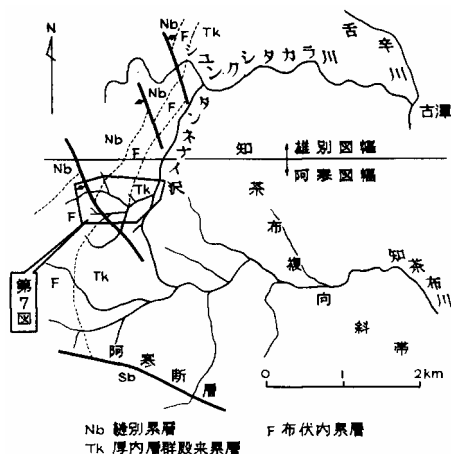 N
Nb
F
Tk
シュンクシタカラ川
舌辛川
古潭
Nb
F
タンネナイ沢
Nb
F
知茶布複向斜帯
雄別図幅
阿寒図幅
Nb
Tk
F
知茶布川
第7図
F
Tk
阿寒断層
Sb
0 1 2km
Nb 縫別累層
F 布伏内累層
Tk 厚内層群殿来累層